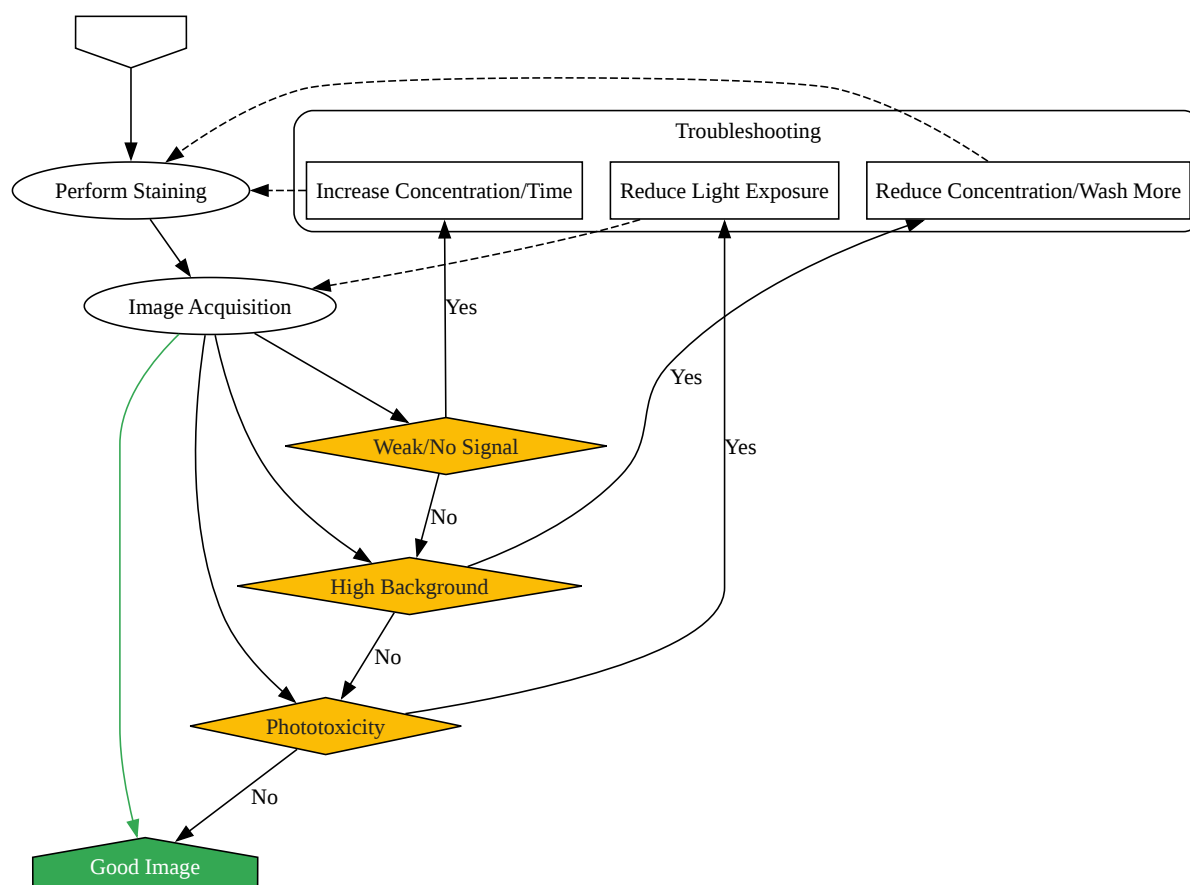 Troubleshooting
Perform Staining
Increase Concentration/Time
Reduce Light Exposure
Reduce Concentration/Wash More
Image Acquisition
Yes
Yes
Weak/No Signal
Yes
No
High Background
No
Phototoxicity
No
Good Image